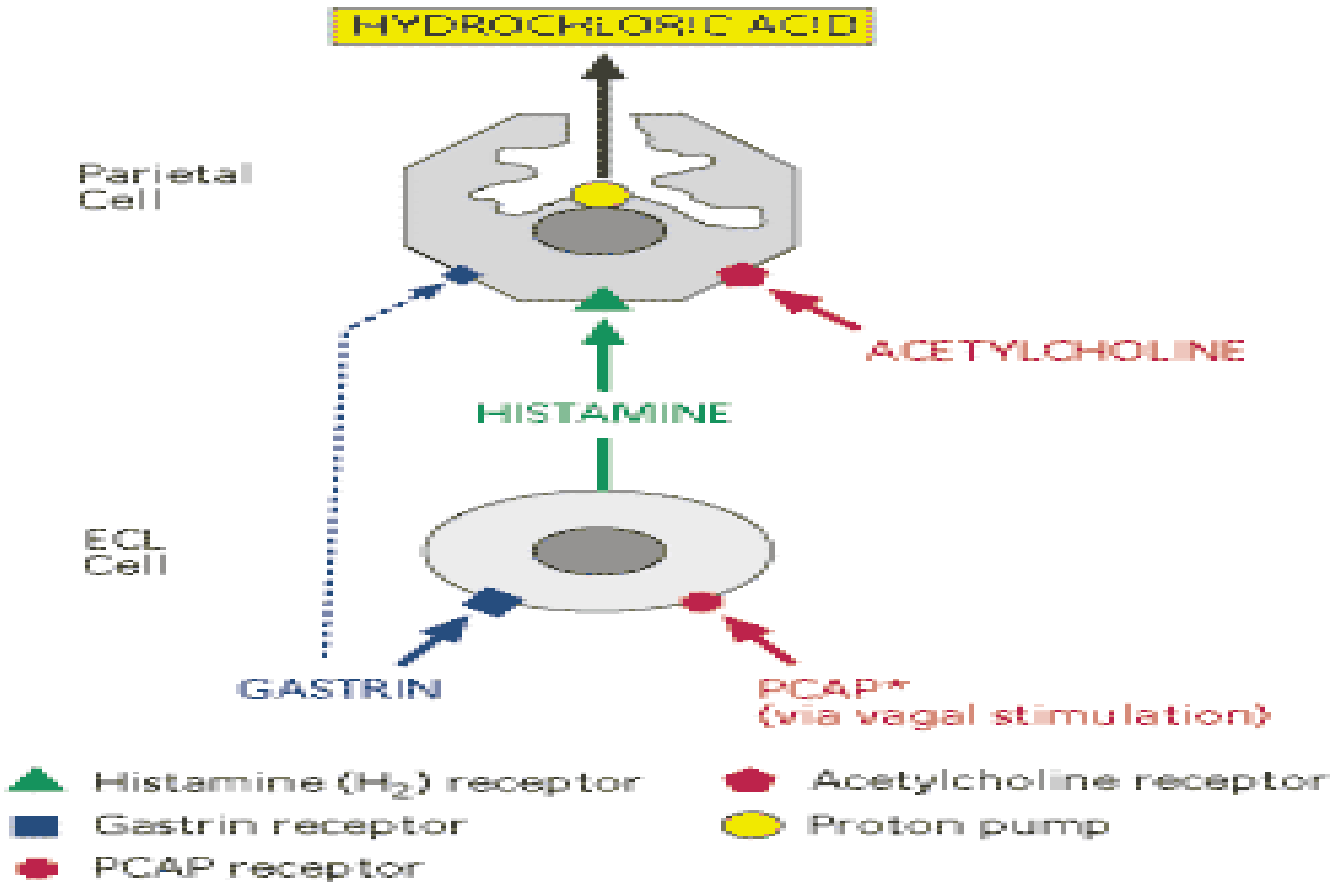 HYDROCHLORIC ACID
Parietal
Cell
ACETYLCHOLINE
HISTAMINE
ECL
Cell
GASTRIN
PCAP*
(via vagal stimulation)
Histamine (H₂) receptor
Acetylcholine receptor
Gastrin receptor
Proton pump
PCAP receptor